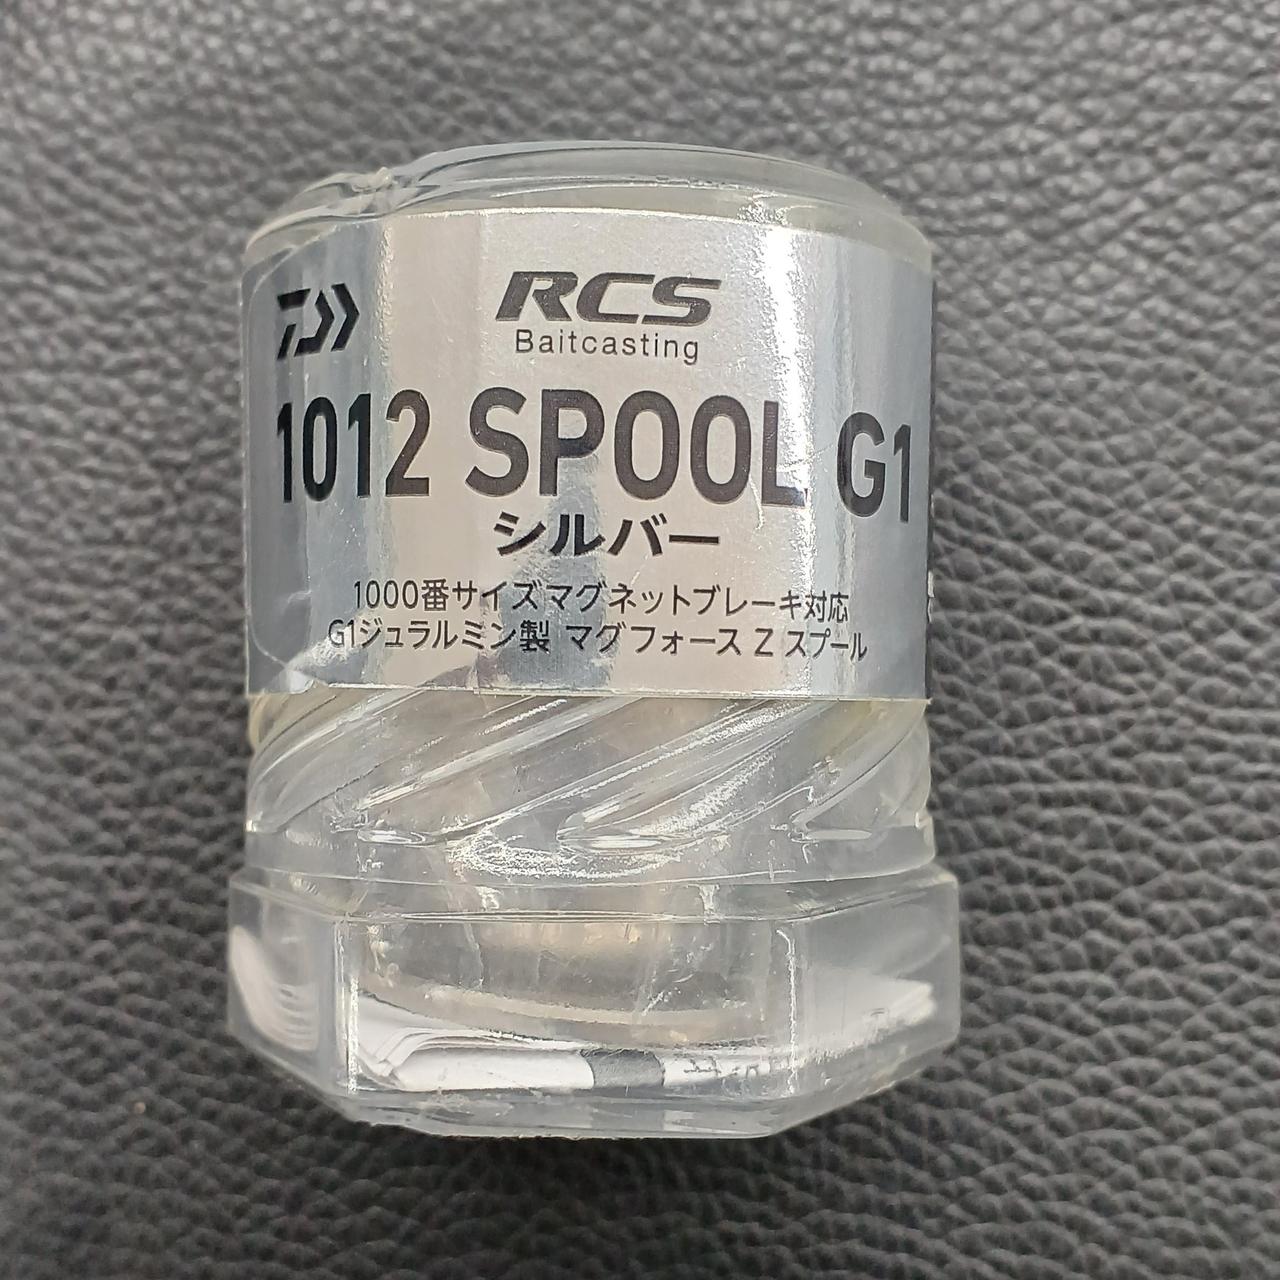 RCS
Baitcasting
1012 SPOOL G1
シルバー
1000番サイズマグネットブレーキ対応
G1ジュラルミン製 マグフォース Z スプール